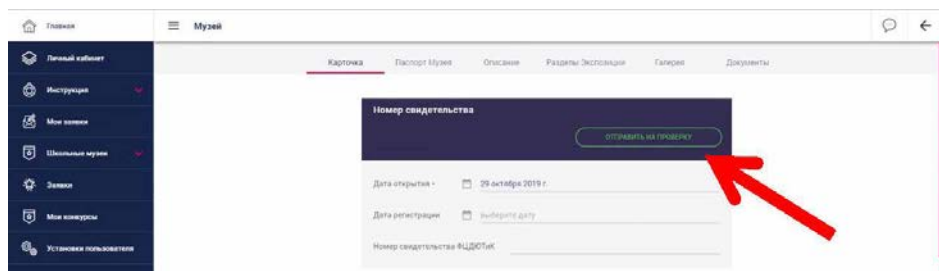 Главная
Музей
Личный кабинет
Инструкция
Мои заявки
Школьные музеи
Заявки
Мои конкурсы
Установки пользователя
Карточка Паспорт Музея Описание Разделы Экспозиции Галерея Документы
Номер свидетельства
ОТПРАВИТЬ НА ПРОВЕРКУ
Дата открытия * 29 октября 2019 г.
Дата регистрации Выберите дату
Номер свидетельства ФЦДЮТиК